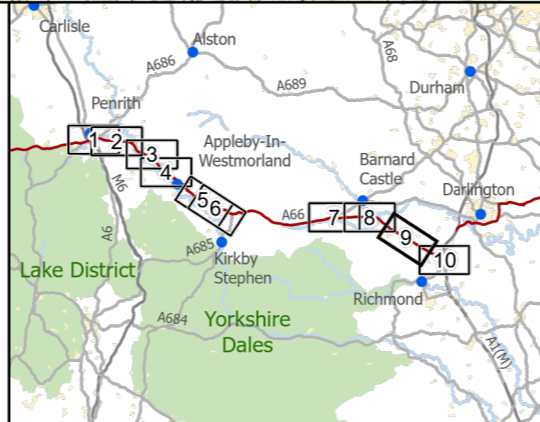 Carlisle
Alston
A68
A686
A689
Durham
Penrith
1
2
3
4
Appleby-In-
Westmorland
Barnard
Castle
Darlington
M6
5
6
A66
7
8
9
10
A6
A685
Lake District
Kirkby
Stephen
Richmond
A684
Yorkshire
Dales
A1(M)